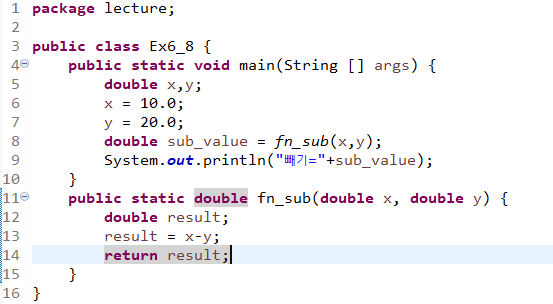 1 package lecture;
2
3 public class Ex6_8 {
4 public static void main(String [] args) {
5 double x,y;
6 x = 10.0;
7 y = 20.0;
8 double sub_value = fn_sub(x,y);
9 System.out.println("빼기="+sub_value);
10 }
11 public static double fn_sub(double x, double y) {
12 double result;
13 result = x-y;
14 return result;
15 }
16 }